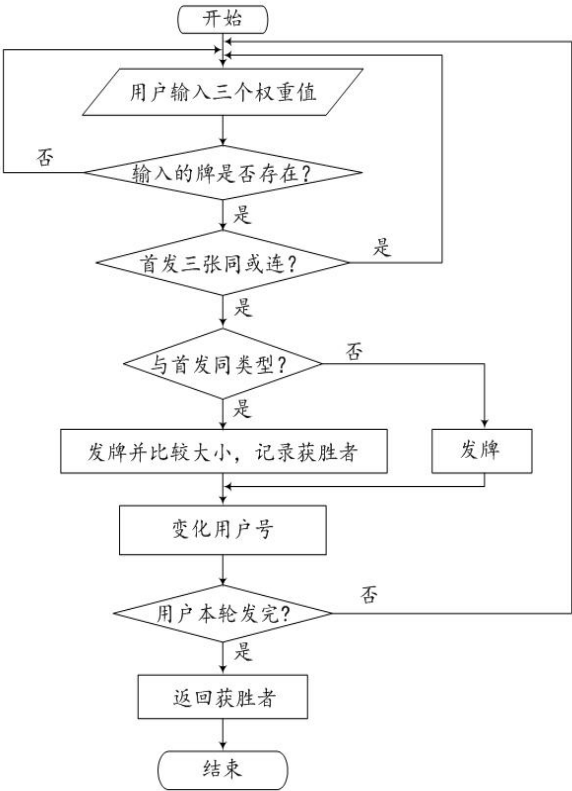 开始
用户输入三个权重值
否
输入的牌是否存在?
是
首发三张同或连?
是
是
与首发同类型?
否
是
发牌并比较大小，记录获胜者
发牌
变化用户号
用户本轮发完?
否
是
返回获胜者
结束